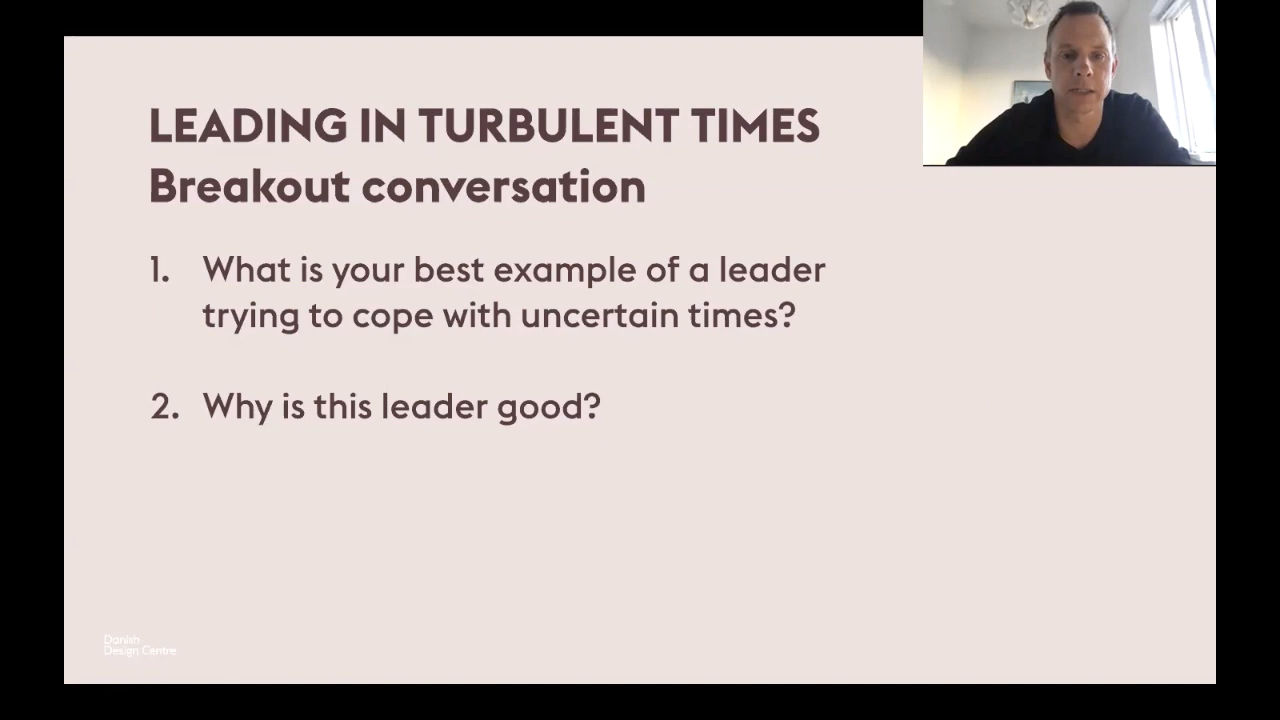 LEADING IN TURBULENT TIMES
Breakout conversation
1. What is your best example of a leader
trying to cope with uncertain times?
2. Why is this leader good?
Danish
Design Centre